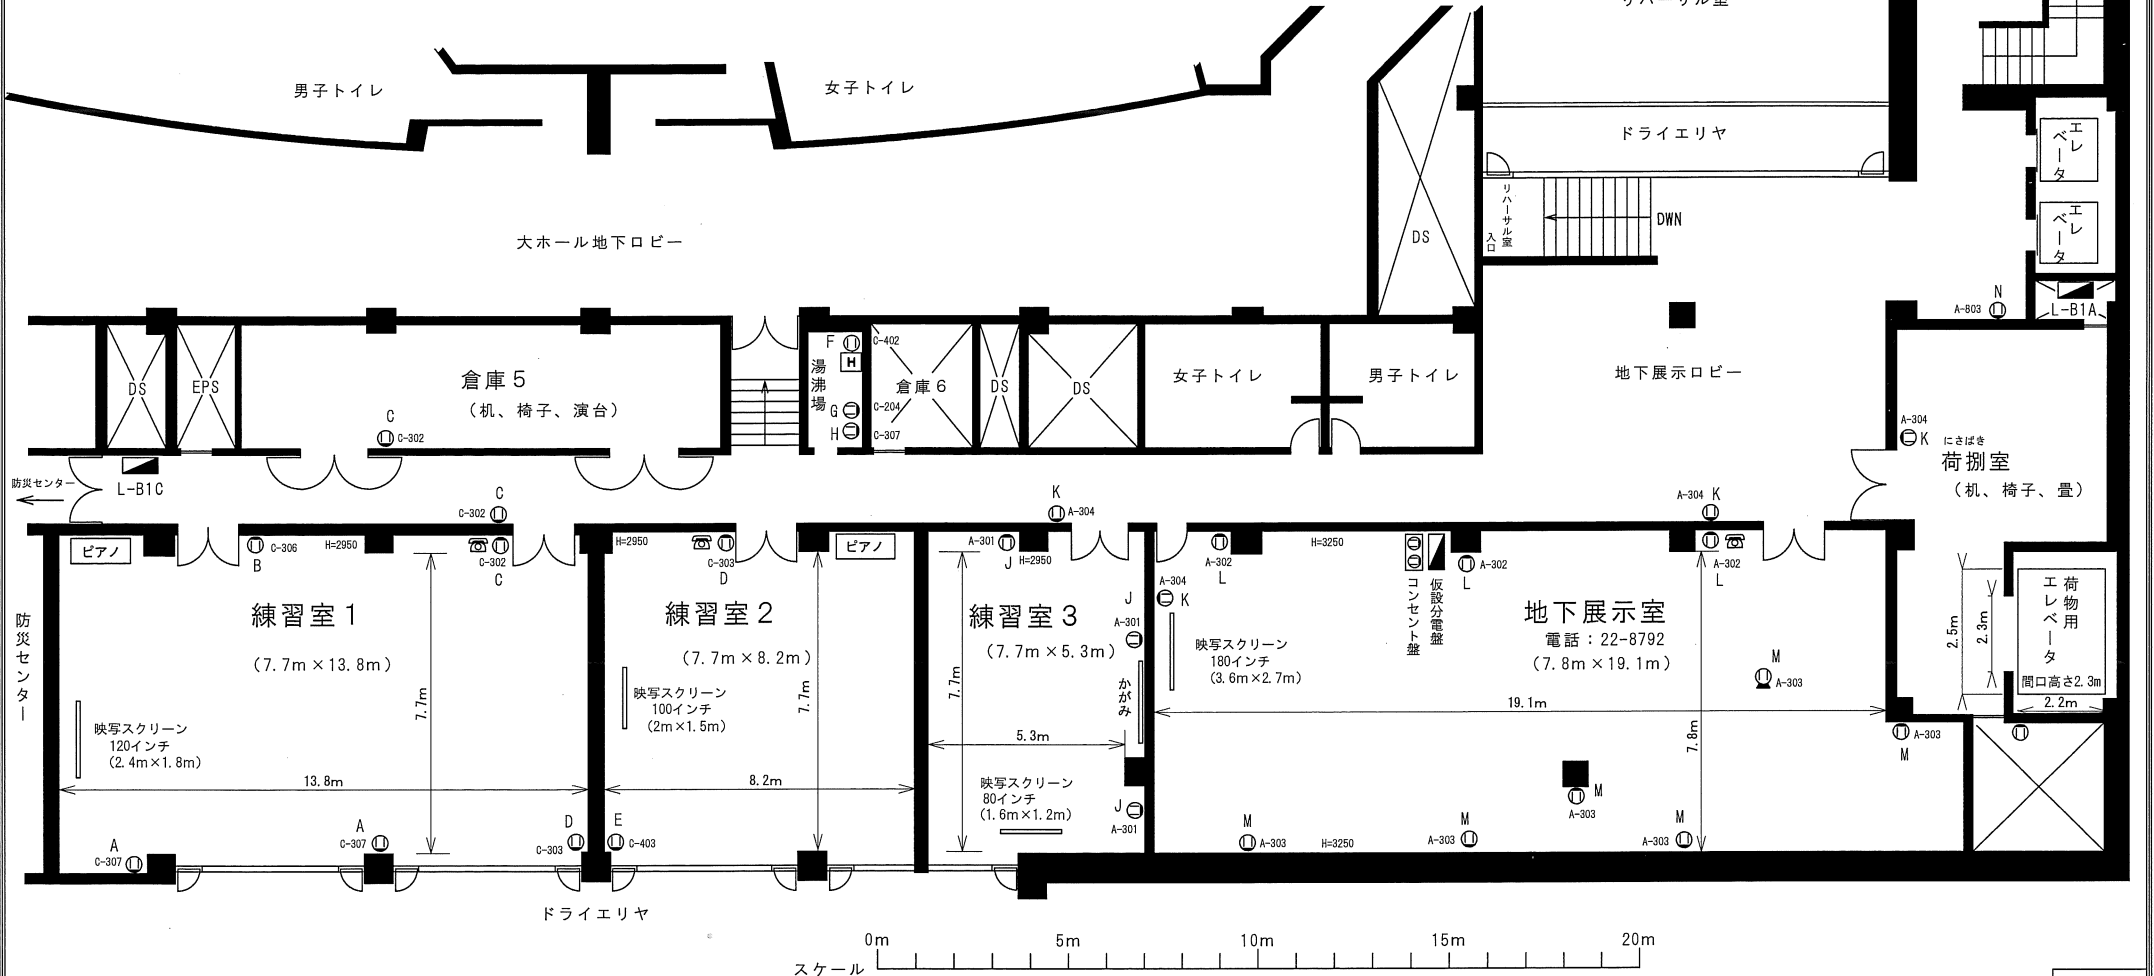 リハーサル室
男子トイレ
女子トイレ
ドライエリヤ
エレベータ
エレベータ
リハーサル室
入口
DWN
DS
大ホール地下ロビー
N
A-803
L-B1A
DS
EPS
倉庫5
(机、椅子、演台)
C
C-302
湯沸場
F
H
G
H
C-402
倉庫6
C-204
C-307
DS
DS
女子トイレ
男子トイレ
地下展示ロビー
A-304
K
にさばき
荷捌室
(机、椅子、畳)
防災センター
L-B1C
C
C-302
K
A-304
A-304
K
ピアノ
C-306
B
H=2950
C-302
C
H=2950
C-303
D
ピアノ
A-301
J
H=2950
A-302
L
H=3250
コンセント盤
仮設分電盤
A-302
L
A-302
L
防災センター
練習室1
(7.7m×13.8m)
7.7m
映写スクリーン
120インチ
(2.4m×1.8m)
13.8m
A
C-307
A
C-307
D
C-303
練習室2
(7.7m×8.2m)
7.7m
映写スクリーン
100インチ
(2m×1.5m)
8.2m
E
C-403
練習室3
(7.7m×5.3m)
7.7m
J
A-301
かがみ
5.3m
映写スクリーン
80インチ
(1.6m×1.2m)
J
A-301
A-304
K
映写スクリーン
180インチ
(3.6m×2.7m)
地下展示室
電話:22-8792
(7.8m×19.1m)
M
A-303
19.1m
7.8m
M
A-303
M
A-303
H=3250
M
A-303
M
A-303
M
A-303
2.5m
2.3m
荷物用
エレベータ
間口高さ2.3m
2.2m
ドライエリヤ
スケール
0m
5m
10m
15m
20m